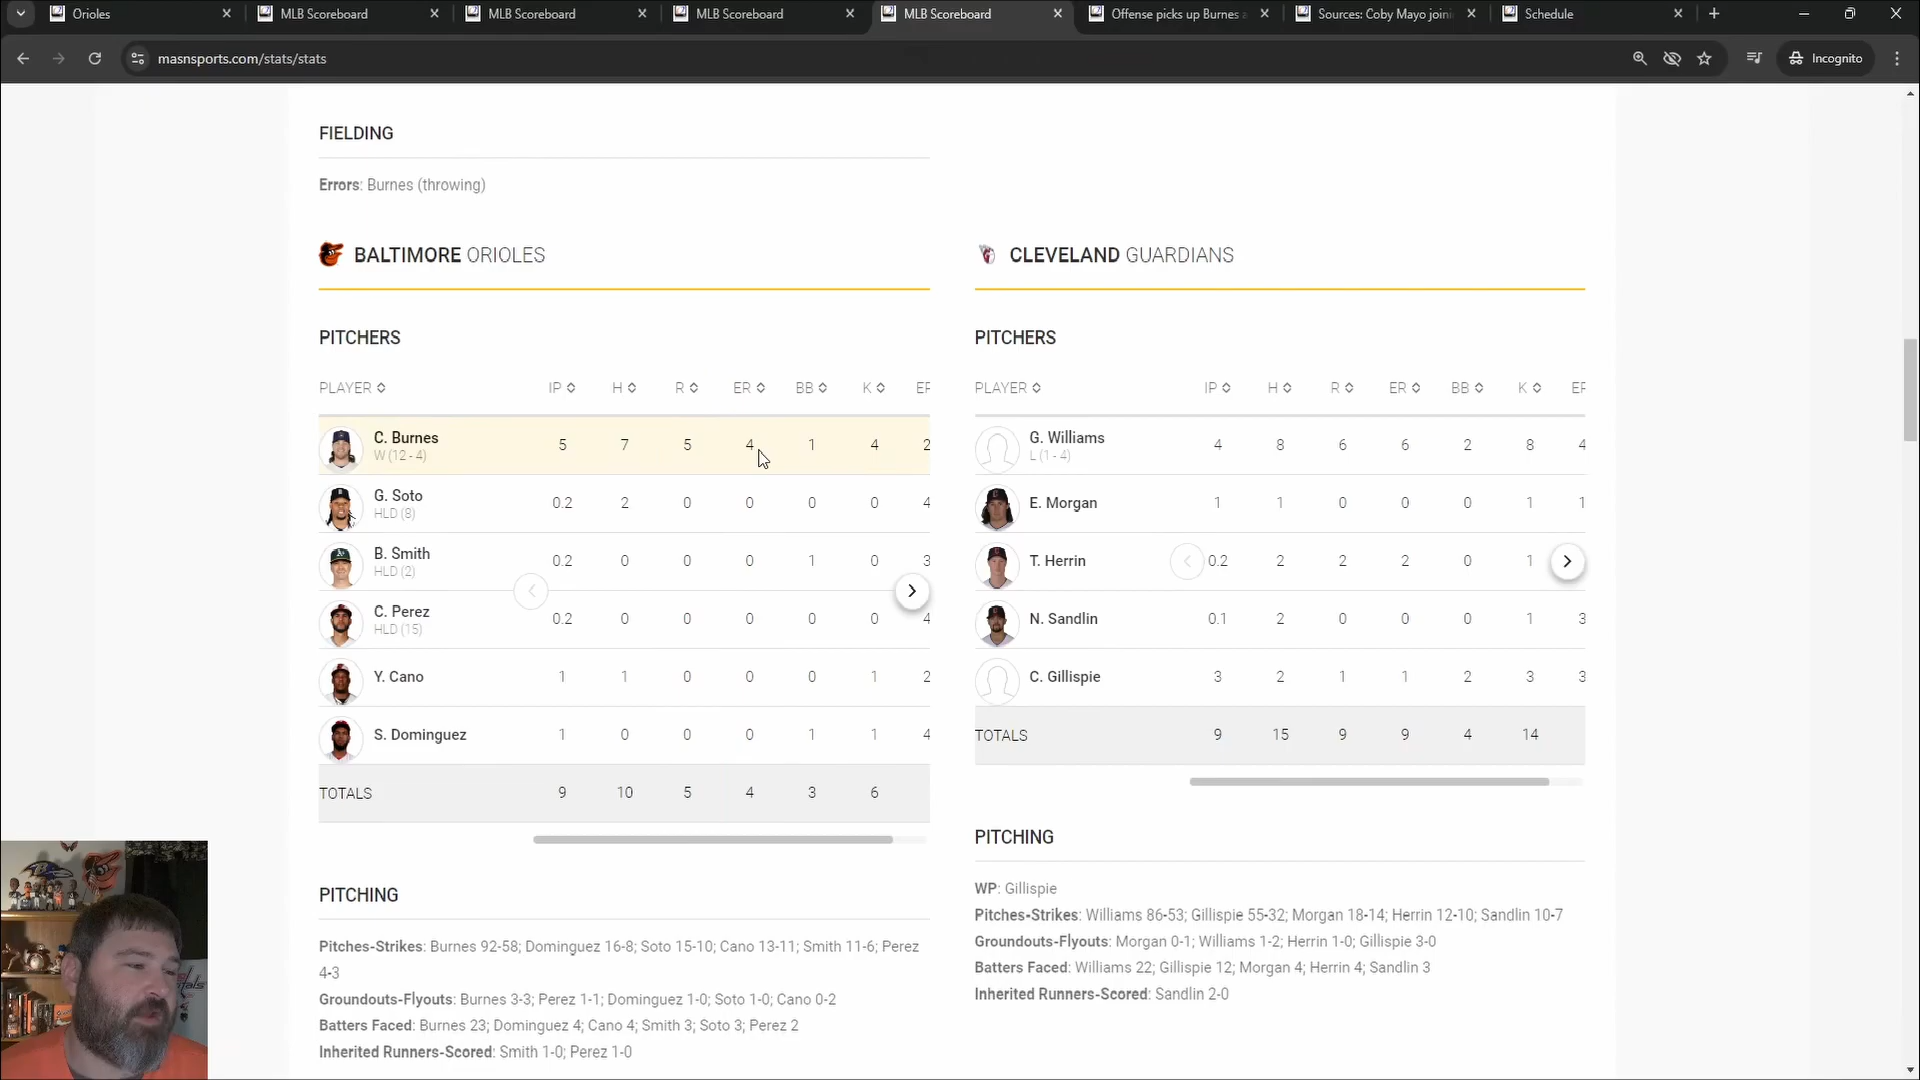 Orioles
MLB Scoreboard
MLB Scoreboard
MLB Scoreboard
MLB Scoreboard
Offense picks up Burnes a
Sources: Coby Mayo joini
Schedule
masnsports.com/stats/stats
Incognito
FIELDING
Errors: Burnes (throwing)
BALTIMORE ORIOLES
PITCHERS
PLAYER IP H R ER BB K EF
C. Burnes 5 7 5 4 1 4 2
W (12 - 4)
G. Soto 0.2 2 0 0 0 0 4
HLD (8)
B. Smith 0.2 0 0 0 1 0 3
HLD (2)
C. Perez 0.2 0 0 0 0 0 4
HLD (15)
Y. Cano 1 1 0 0 0 1 2
S. Dominguez 1 0 0 0 1 1 4
TOTALS 9 10 5 4 3 6
PITCHING
Pitches-Strikes: Burnes 92-58; Dominguez 16-8; Soto 15-10; Cano 13-11; Smith 11-6; Perez
4-3
Groundouts-Flyouts: Burnes 3-3; Perez 1-1; Dominguez 1-0; Soto 1-0; Cano 0-2
Batters Faced: Burnes 23; Dominguez 4; Cano 4; Smith 3; Soto 3; Perez 2
Inherited Runners-Scored: Smith 1-0; Perez 1-0
CLEVELAND GUARDIANS
PITCHERS
PLAYER IP H R ER BB K EF
G. Williams 4 8 6 6 2 8 4
L (1 - 4)
E. Morgan 1 1 0 0 0 1 1
T. Herrin 0.2 2 2 2 0 1
N. Sandlin 0.1 2 0 0 0 1 3
C. Gillispie 3 2 1 1 2 3 3
TOTALS 9 15 9 9 4 14
PITCHING
WP: Gillispie
Pitches-Strikes: Williams 86-53; Gillispie 55-32; Morgan 18-14; Herrin 12-10; Sandlin 10-7
Groundouts-Flyouts: Morgan 0-1; Williams 1-2; Herrin 1-0; Gillispie 3-0
Batters Faced: Williams 22; Gillispie 12; Morgan 4; Herrin 4; Sandlin 3
Inherited Runners-Scored: Sandlin 2-0